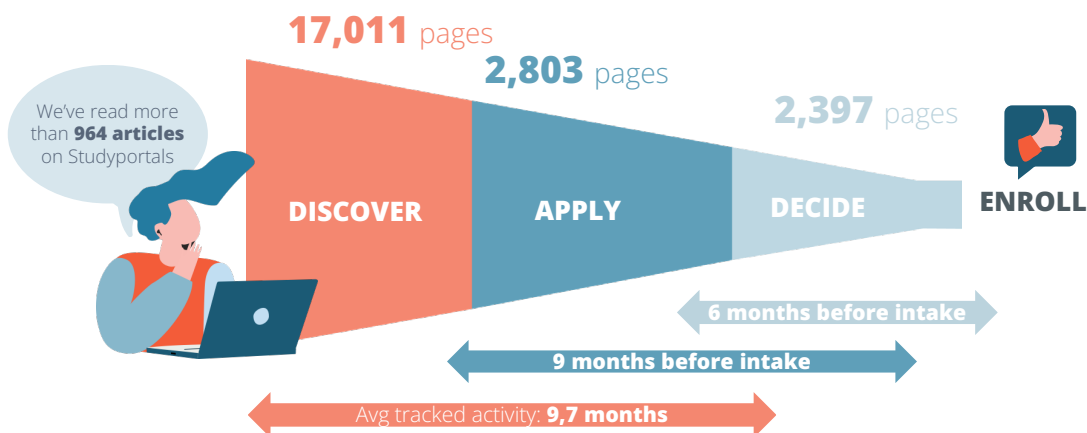 17,011 pages
2,803 pages
2,397 pages
We've read more
than 964 articles
on Studyportals
DISCOVER
APPLY
DECIDE
ENROLL
6 months before intake
9 months before intake
Avg tracked activity: 9,7 months